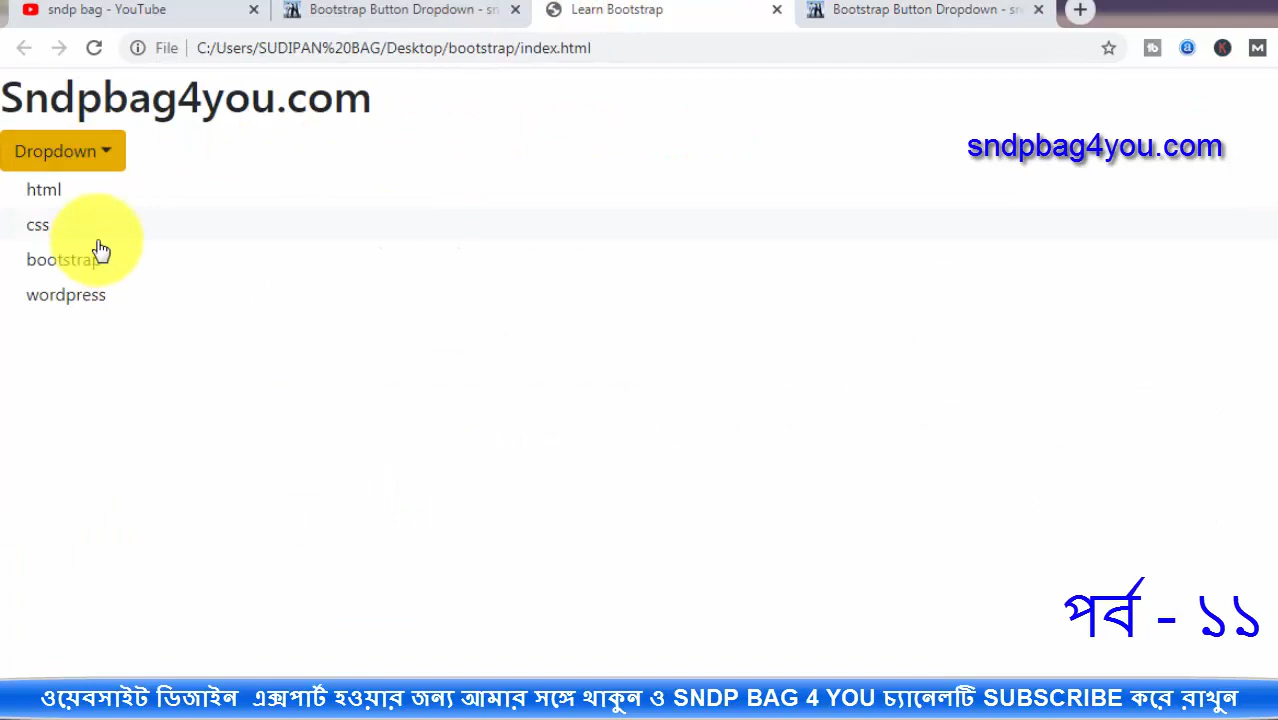 sndp bag - YouTube
Bootstrap Button Dropdown - sn
Learn Bootstrap
Bootstrap Button Dropdown - sn
File
C:/Users/SUDIPAN%20BAG/Desktop/bootstrap/index.html
Sndpbag4you.com
sndpbag4you.com
Dropdown
html
css
bootstrap
wordpress
পর্ব - ১১
ওয়েবসাইট ডিজাইন এক্সপার্ট হওয়ার জন্য আমার সঙ্গে থাকুন ও SNDP BAG 4 YOU চ্যানেলটি SUBSCRIBE করে রাখুন